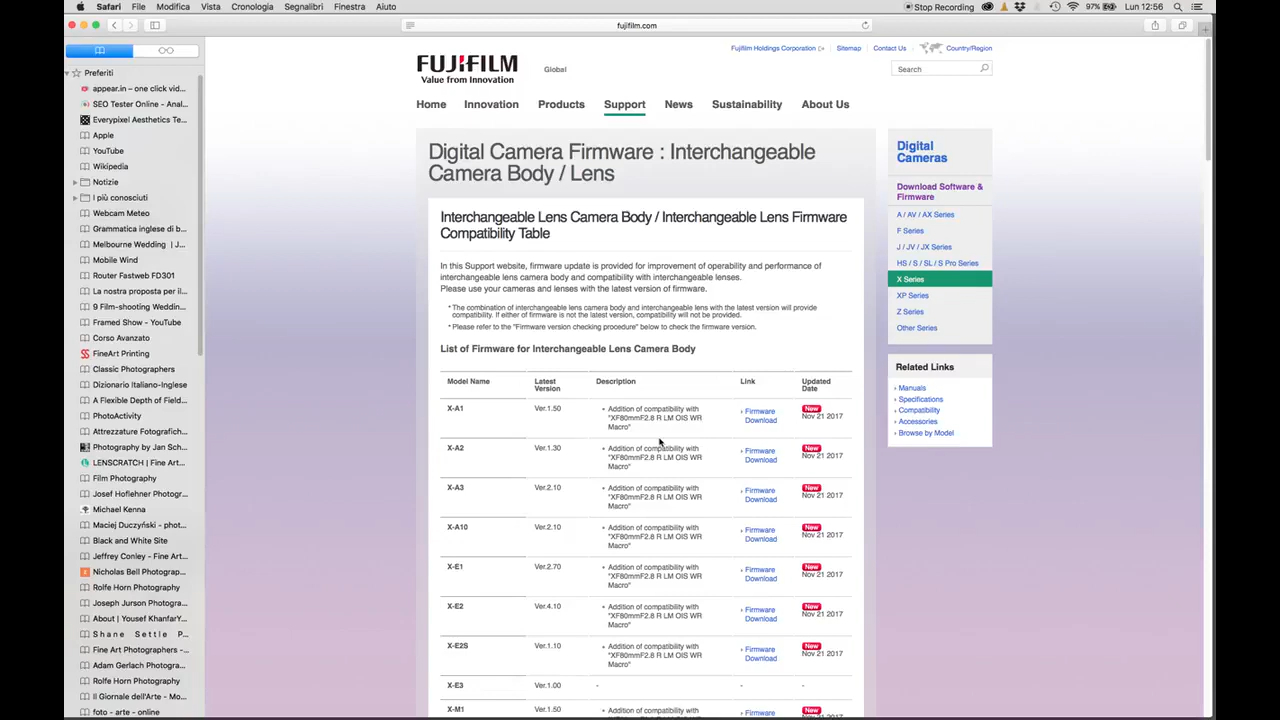 Safari File Modifica Vista Cronologia Segnalibri Finestra Aiuto
Stop Recording 97% Lun 12:56
fujifilm.com
Preferiti
appear.in – one click vid...
SEO Tester Online - Anal...
Everypixel Aesthetics Te...
Apple
YouTube
Wikipedia
Notizie
I più conosciuti
Webcam Meteo
Grammatica inglese di b...
Melbourne Wedding | J...
Mobile Wind
Router Fastweb FD301
La nostra proposta per il...
9 Film-shooting Weddin...
Framed Show - YouTube
Corso Avanzato
FineArt Printing
Classic Photographers
Dizionario Italiano-Inglese
A Flexible Depth of Field...
PhotoActivity
Attrezzature Fotografich...
Photography by Jan Sch...
LENSCRATCH | Fine Art...
Film Photography
Josef Hoflehner Photogr...
Michael Kenna
Maciej Duczyński - phot...
Black and White Site
Jeffrey Conley - Fine Art...
Nicholas Bell Photograp...
Rolfe Horn Photography
Joseph Jurson Photogra...
About | Yousef KhanfarY...
Shane Settle P...
Fine Art Photographers -...
Adam Gerlach Photogra...
Rolfe Horn Photography
Il Giornale dell'Arte - Mo...
foto - arte - online
Fujifilm Holdings Corporation Sitemap Contact Us Country/Region
FUJIFILM
Value from Innovation
Global
Search
Home Innovation Products Support News Sustainability About Us
Digital Camera Firmware : Interchangeable
Camera Body / Lens
Interchangeable Lens Camera Body / Interchangeable Lens Firmware
Compatibility Table
In this Support website, firmware update is provided for improvement of operability and performance of
interchangeable lens camera body and compatibility with interchangeable lenses.
Please use your cameras and lenses with the latest version of firmware.
* The combination of interchangeable lens camera body and interchangeable lens with the latest version will provide
compatibility. If either of firmware is not the latest version, compatibility will not be provided.
* Please refer to the "Firmware version checking procedure" below to check the firmware version.
List of Firmware for Interchangeable Lens Camera Body
Model Name Latest Version Description Link Updated Date
X-A1 Ver.1.50 Addition of compatibility with Firmware New
"XF80mmF2.8 R LM OIS WR Download Nov 21 2017
Macro"
X-A2 Ver.1.30 Addition of compatibility with Firmware New
"XF80mmF2.8 R LM OIS WR Download Nov 21 2017
Macro"
X-A3 Ver.2.10 Addition of compatibility with Firmware New
"XF80mmF2.8 R LM OIS WR Download Nov 21 2017
Macro"
X-A10 Ver.2.10 Addition of compatibility with Firmware New
"XF80mmF2.8 R LM OIS WR Download Nov 21 2017
Macro"
X-E1 Ver.2.70 Addition of compatibility with Firmware New
"XF80mmF2.8 R LM OIS WR Download Nov 21 2017
Macro"
X-E2 Ver.4.10 Addition of compatibility with Firmware New
"XF80mmF2.8 R LM OIS WR Download Nov 21 2017
Macro"
X-E2S Ver.1.10 Addition of compatibility with Firmware New
"XF80mmF2.8 R LM OIS WR Download Nov 21 2017
Macro"
X-E3 Ver.1.00 - - -
X-M1 Ver.1.50 Addition of compatibility with Firmware New
Digital
Cameras
Download Software &
Firmware
A / AV / AX Series
F Series
J / JV / JX Series
HS / S / SL / S Pro Series
X Series
XP Series
Z Series
Other Series
Related Links
Manuals
Specifications
Compatibility
Accessories
Browse by Model